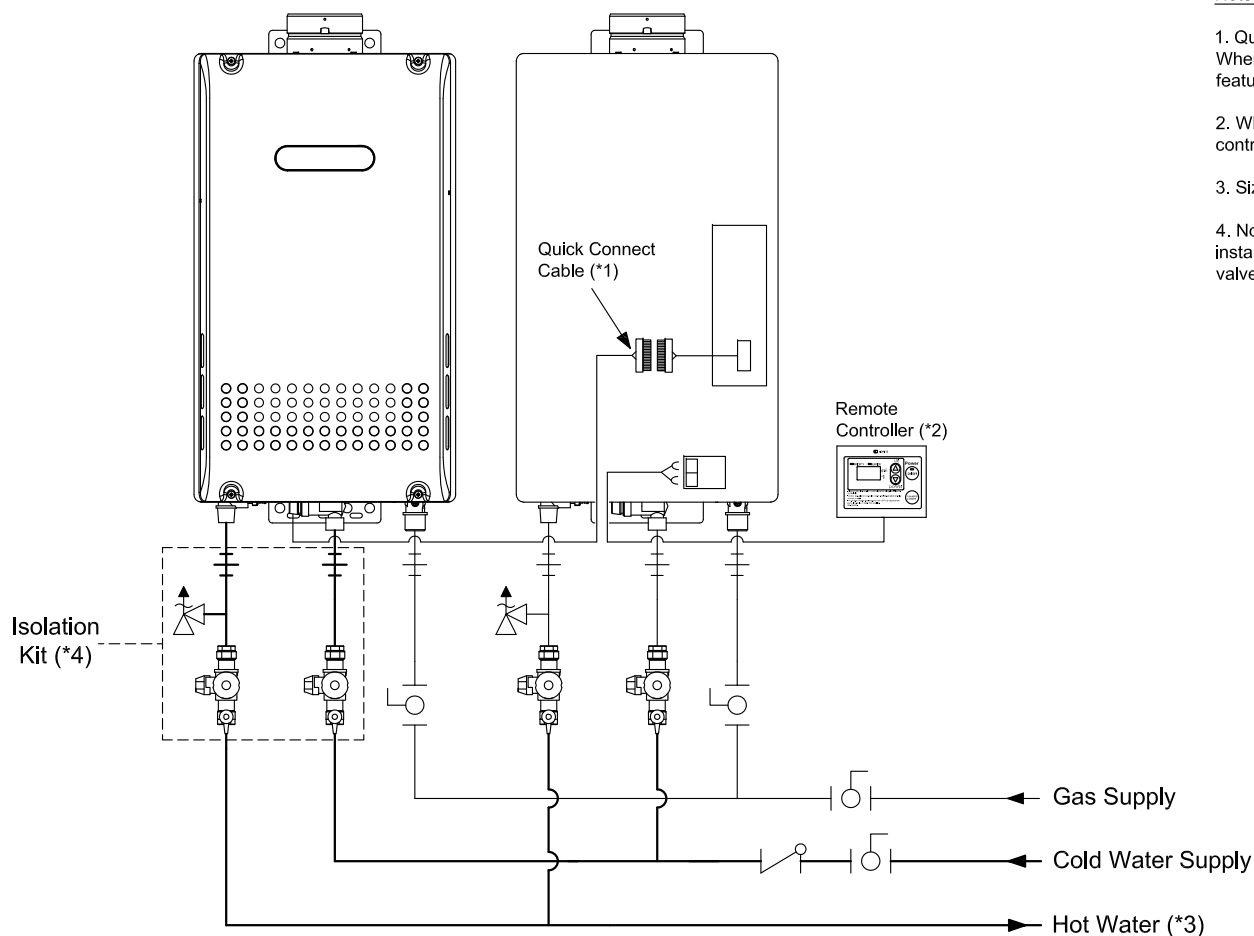 1. Qu
Whe
featu
2. W
contr
3. Siz
4. No
insta
valve
Quick Connect
Cable (*1)
Remote
Controller (*2)
Power
Isolation
Kit (*4)
Gas Supply
Cold Water Supply
Hot Water (*3)